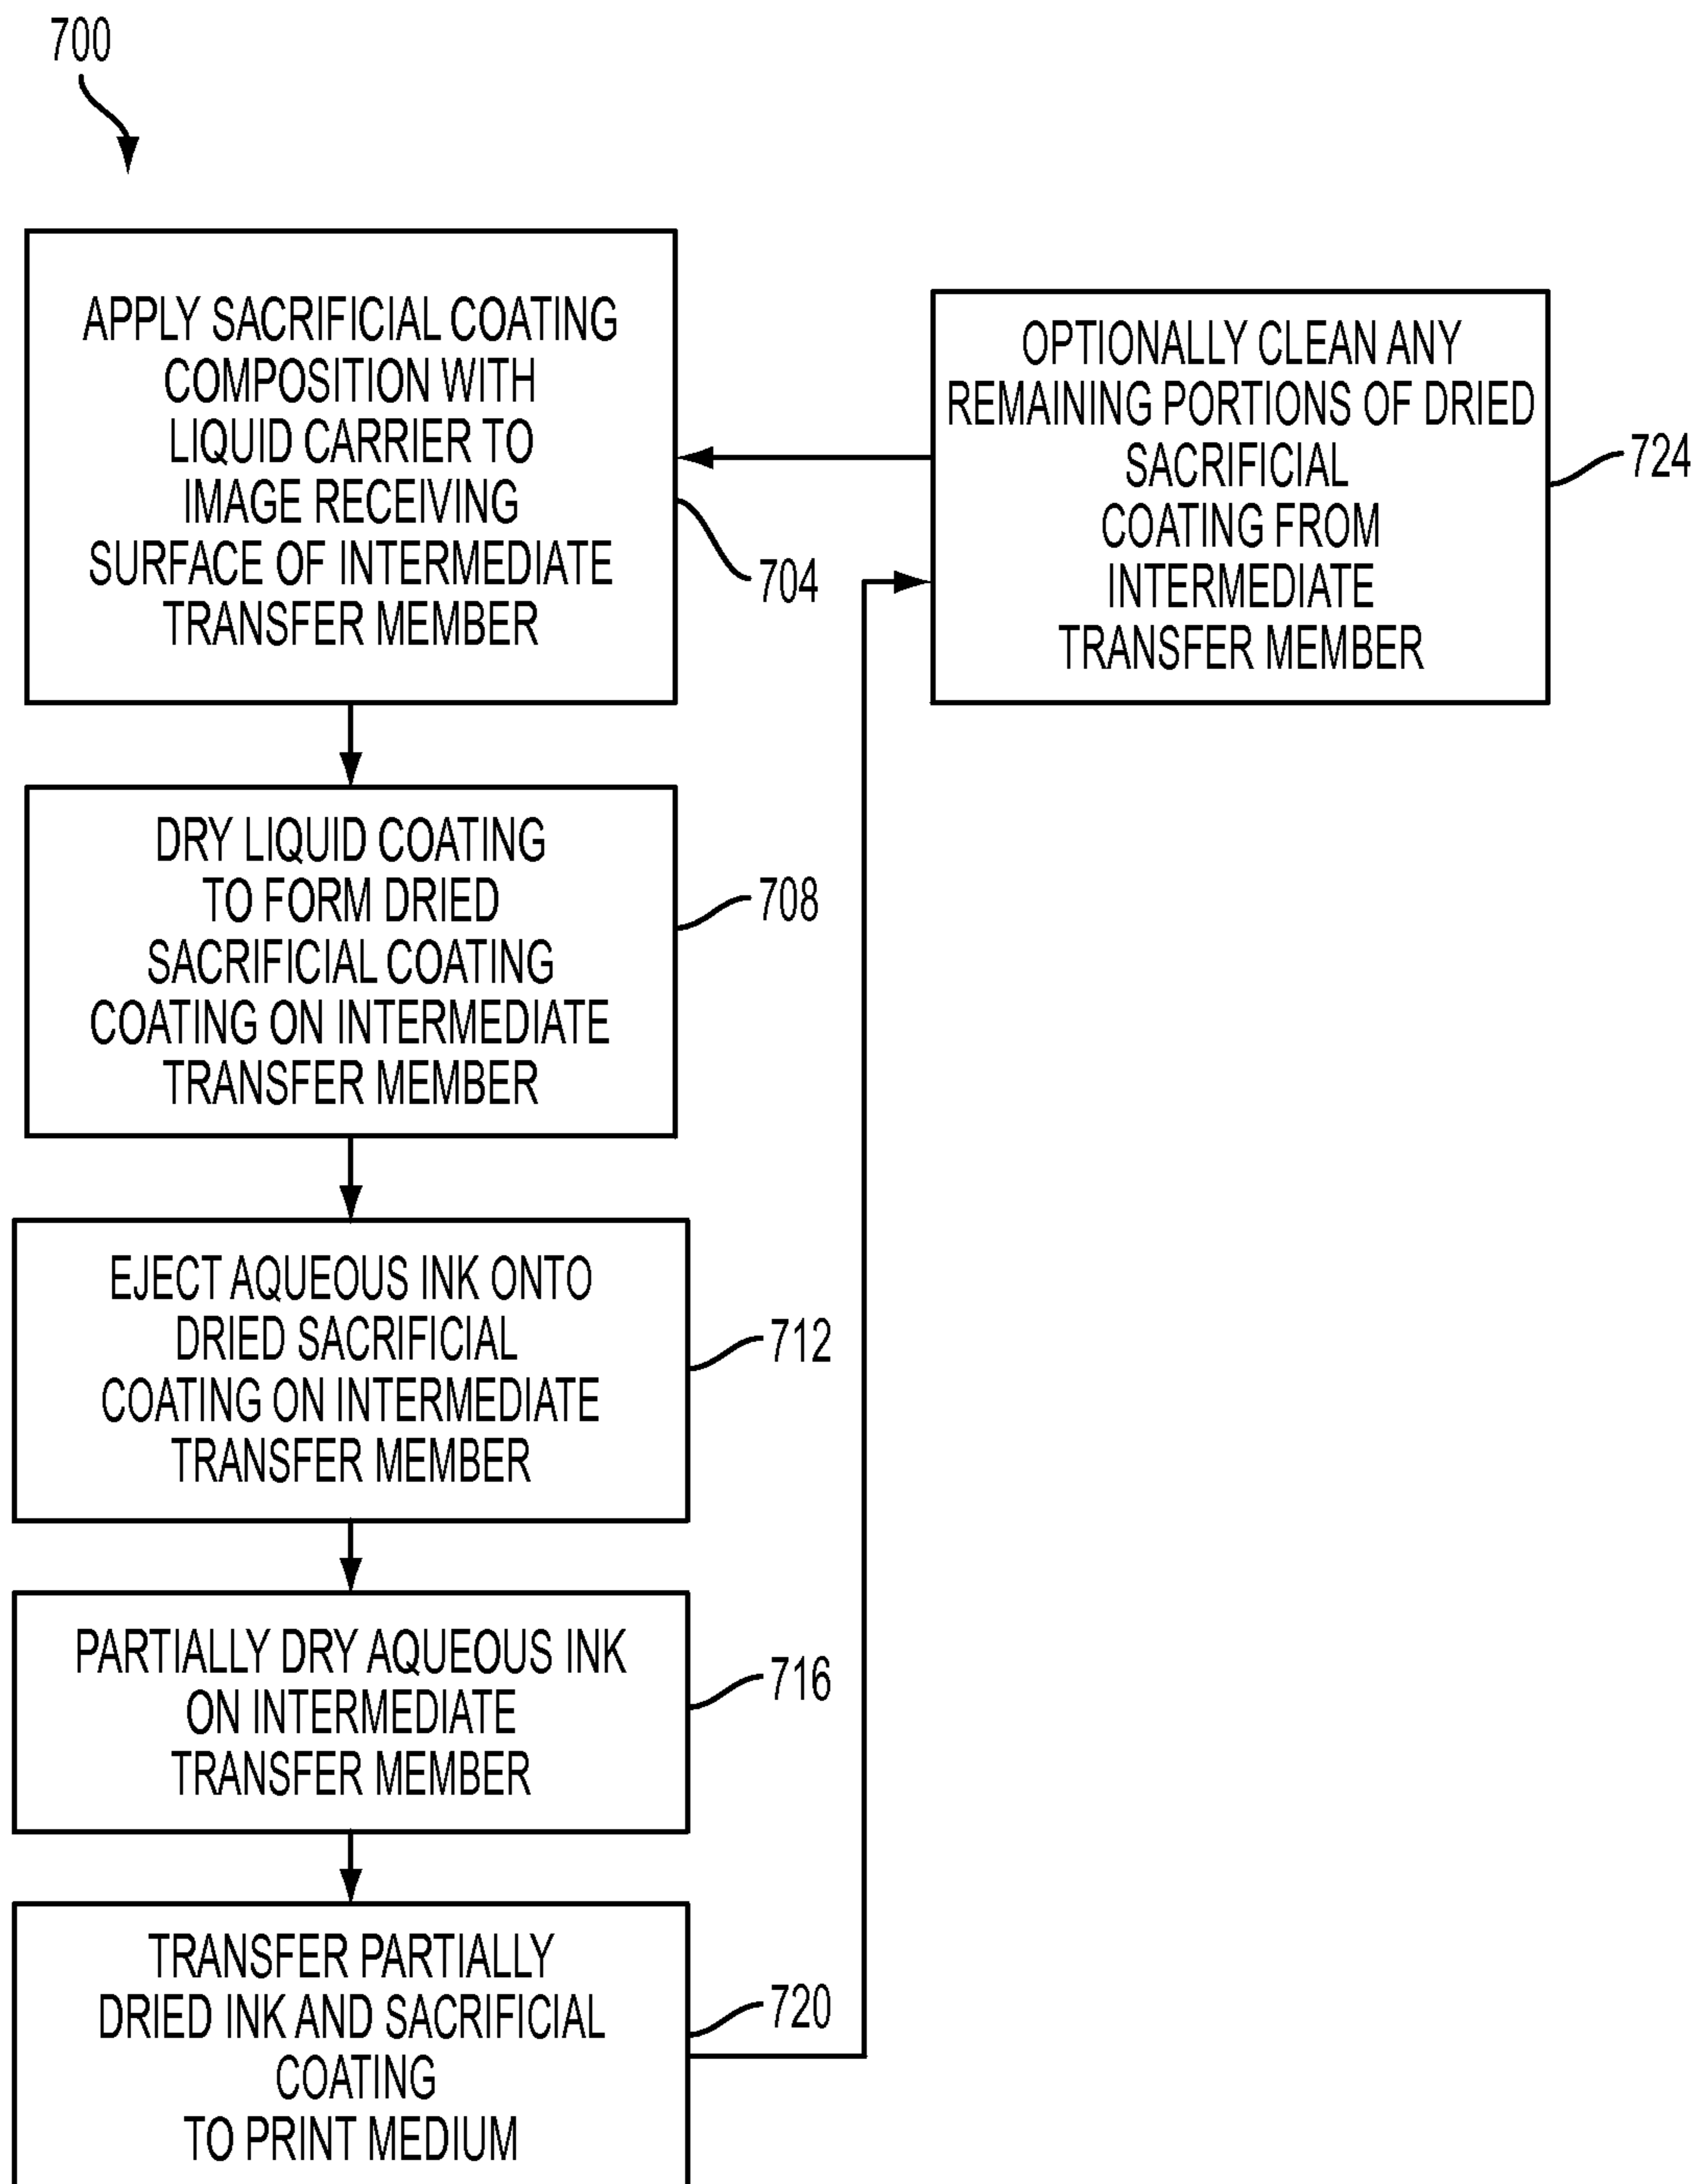 700
APPLY SACRIFICIAL COATING
COMPOSITION WITH
LIQUID CARRIER TO
IMAGE RECEIVING
SURFACE OF INTERMEDIATE
TRANSFER MEMBER
704
OPTIONALLY CLEAN ANY
REMAINING PORTIONS OF DRIED
SACRIFICIAL
COATING FROM
INTERMEDIATE
TRANSFER MEMBER
724
DRY LIQUID COATING
TO FORM DRIED
SACRIFICIAL COATING
COATING ON INTERMEDIATE
TRANSFER MEMBER
708
EJECT AQUEOUS INK ONTO
DRIED SACRIFICIAL
COATING ON INTERMEDIATE
TRANSFER MEMBER
712
PARTIALLY DRY AQUEOUS INK
ON INTERMEDIATE
TRANSFER MEMBER
716
TRANSFER PARTIALLY
DRIED INK AND SACRIFICIAL
COATING
TO PRINT MEDIUM
720